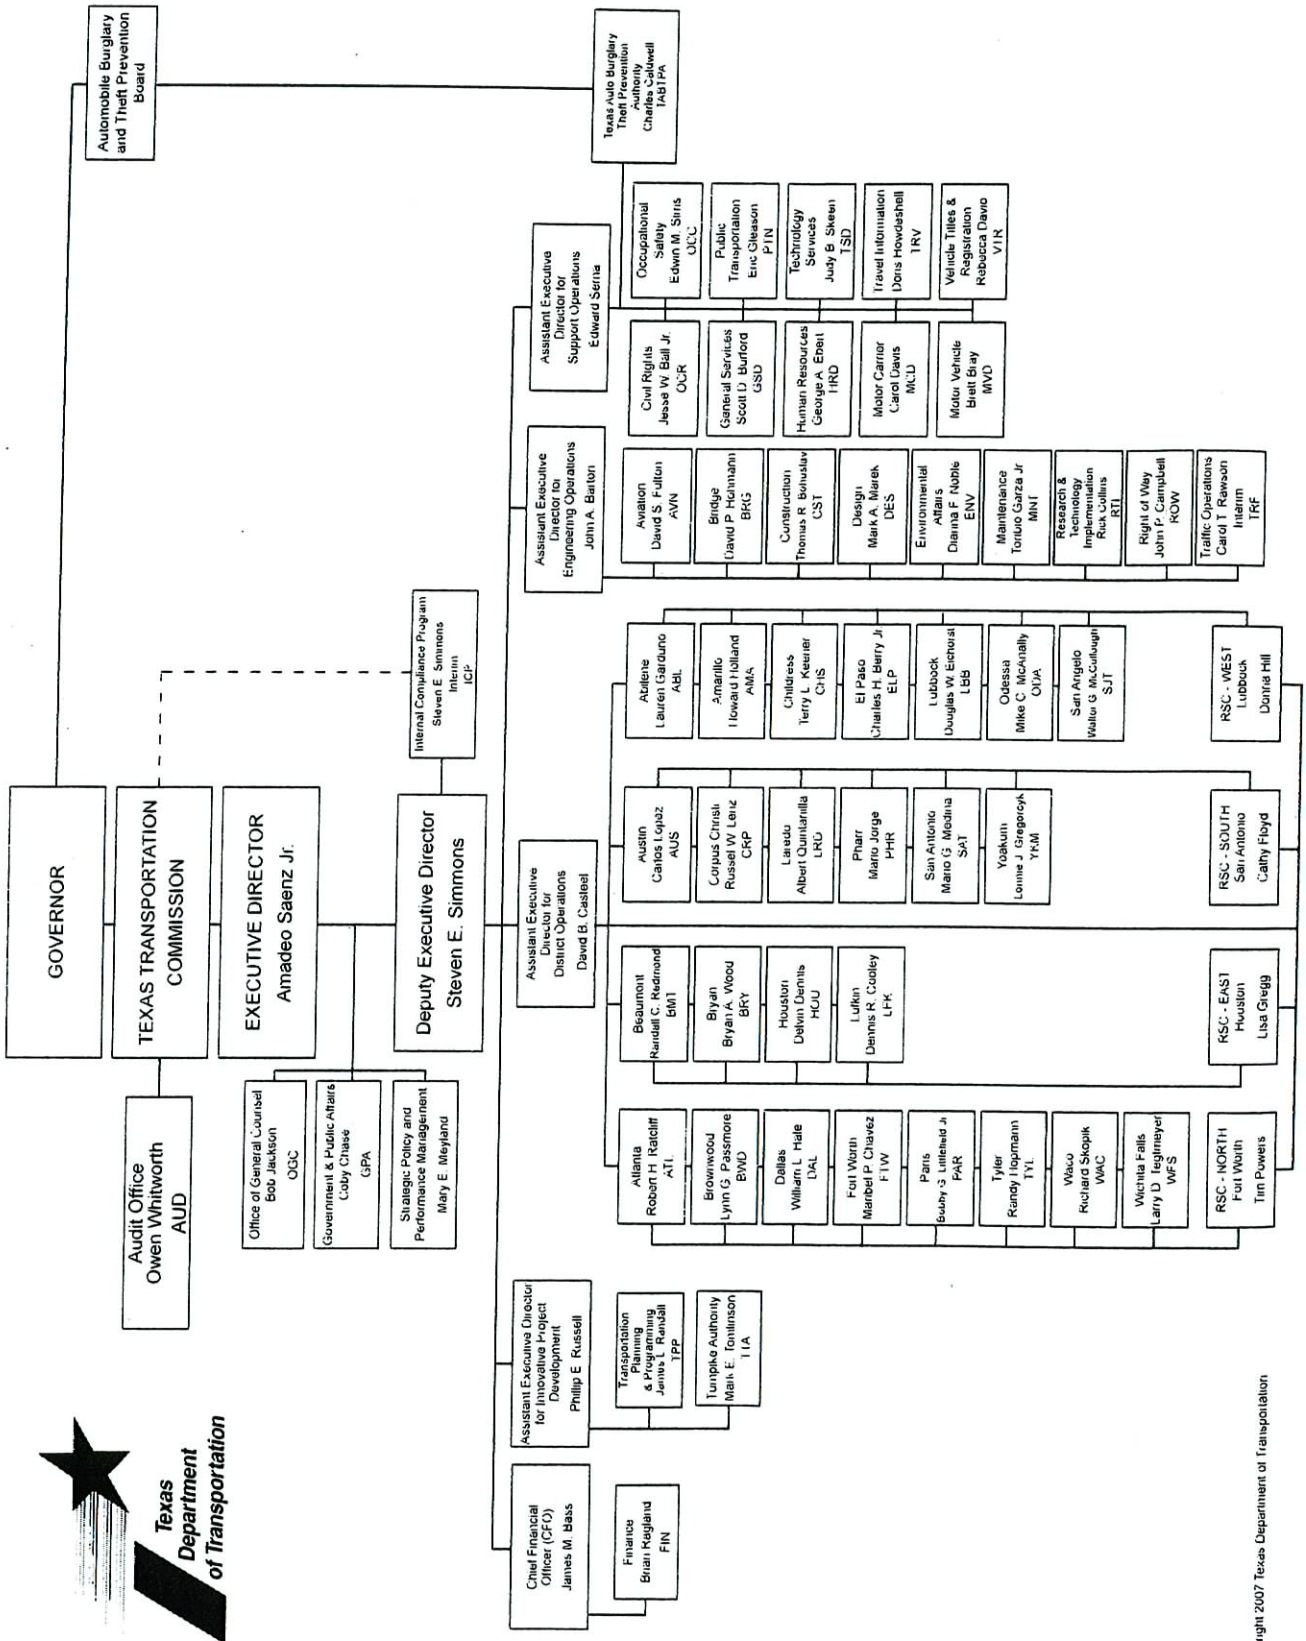 Texas
Department
of Transportation
GOVERNOR
TEXAS TRANSPORTATION
COMMISSION
EXECUTIVE DIRECTOR
Amadeo Saenz Jr.
Deputy Executive Director
Steven E. Simmons
Audit Office
Owen Whitworth
AUD
Office of General Counsel
Bob Jackson
OGC
Government & Public Affairs
Coby Chase
GPA
Strategic Policy and
Performance Management
Mary E. Meyland
Internal Compliance Program
Steven E. Simmons
Interim
ICP
Automobile Burglary
and Theft Prevention
Board
Texas Auto Burglary
Theft Prevention
Authority
Charles Caldwell
TABTPA
Chief Financial
Officer (CFO)
James M. Bass
Finance
Brian Ragland
FIN
Assistant Executive Director
for Innovative Project
Development
Phillip E. Russell
Transportation
Planning
& Programming
James L. Randall
TPP
Turnpike Authority
Mark E. Tomlinson
TTA
Assistant Executive
Director for
District Operations
David B. Casteel
Atlanta
Robert H. Ratcliff
ATL
Brownwood
Lynn G. Passmore
BWD
Dallas
William L. Hale
DAL
Fort Worth
Maribel P. Chavez
FTW
Paris
Bobby G. Littlefield Jr
PAR
Tyler
Randy Hopmann
TYL
Waco
Richard Skopik
WAC
Wichita Falls
Larry D. Tegtmeyer
WFS
RSC - NORTH
Fort Worth
Tim Powers
Beaumont
Randall C. Redmond
BMT
Bryan
Bryan A. Wood
BRY
Houston
Delvin Dennis
HOU
Lufkin
Dennis R. Cooley
LFK
RSC - EAST
Houston
Lisa Gregg
Austin
Carlos Lopez
AUS
Corpus Christi
Russel W. Lenz
CRP
Laredo
Albert Quintanilla
LRD
Pharr
Mario Jorge
PHR
San Antonio
Mario G. Medina
SAT
Yoakum
Lonnie J. Gregorcyk
YKM
RSC - SOUTH
San Antonio
Cathy Floyd
Abilene
Lauren Garduno
ABL
Amarillo
Howard Holland
AMA
Childress
Terry L. Keener
CHS
El Paso
Charles H. Berry Jr
ELP
Lubbock
Douglas W. Eichorst
LBB
Odessa
Mike C. McAnally
ODA
San Angelo
Walter G. McCullough
SJT
RSC - WEST
Lubbock
Donna Hill
Assistant Executive
Director for
Engineering Operations
John A. Barton
Aviation
David S. Fulton
AVN
Bridge
David P. Hohmann
BRG
Construction
Thomas R. Bohuslav
CST
Design
Mark A. Marek
DES
Environmental
Affairs
Dianna F. Noble
ENV
Maintenance
Toribio Garza Jr
MNT
Research &
Technology
Implementation
Rick Collins
RTI
Right of Way
John P. Campbell
ROW
Traffic Operations
Carol T. Rawson
Interim
TRF
Assistant Executive
Director for
Support Operations
Edward Serna
Civil Rights
Jesse W. Ball Jr.
OCR
General Services
Scott D. Burford
GSD
Human Resources
George A. Ebert
HRD
Motor Carrier
Carol Davis
MCD
Motor Vehicle
Brett Bray
MVD
Occupational
Safety
Edwin M. Sims
OCC
Public
Transportation
Eric Gleason
PTN
Technology
Services
Judy B. Skeen
TSD
Travel Information
Doris Howdeshell
TRV
Vehicle Titles &
Registration
Rebecca Davio
VTR
right 2007 Texas Department of Transportation